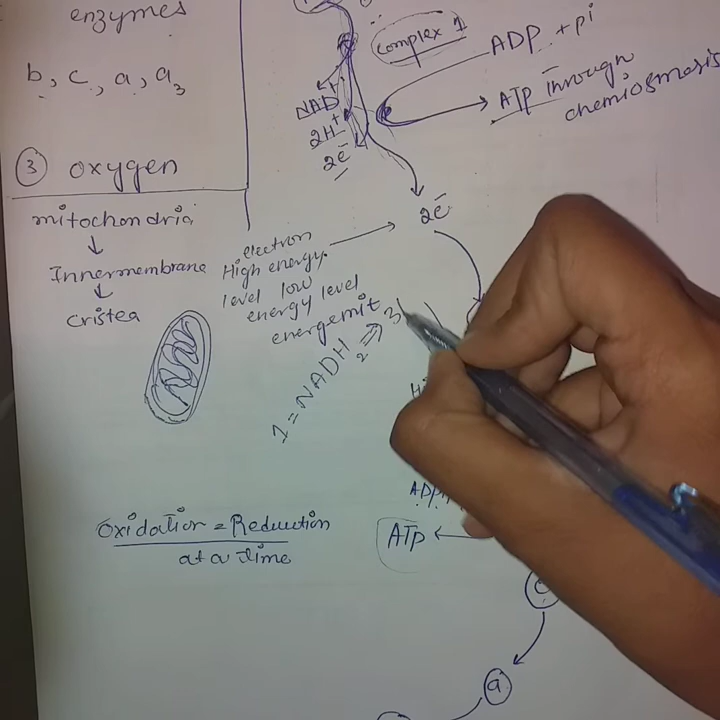 enzymes
b, c, a, a3
③ oxygen
mitochondria
↓
Innermembrane
↓
Cristea
Complex 1
ADP + pi
ATP through
chemiosmosis
NAD+
2H+
2e-
2e-
electron
High energy
level low
energy level
energemit
1 = NADH2 ⇒ 3
ATP
a
Oxidation = Reduction
at a time